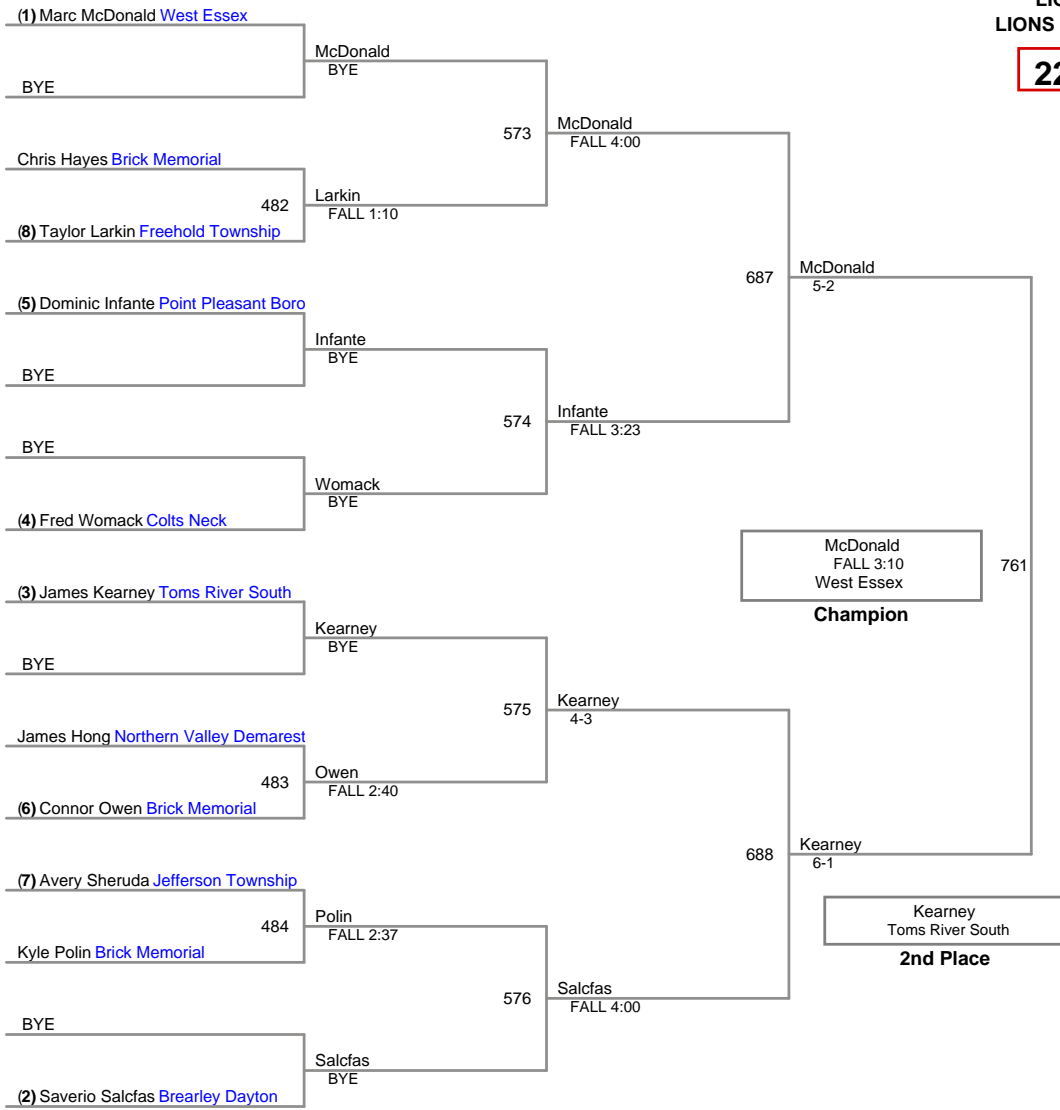 LIO
LIONS
22
(1) Marc McDonald West Essex
BYE
McDonald
BYE
573
McDonald
FALL 4:00
Chris Hayes Brick Memorial
482
Larkin
FALL 1:10
(8) Taylor Larkin Freehold Township
687
McDonald
5-2
(5) Dominic Infante Point Pleasant Boro
Infante
BYE
BYE
574
Infante
FALL 3:23
BYE
Womack
BYE
(4) Fred Womack Colts Neck
McDonald
FALL 3:10
West Essex
761
Champion
(3) James Kearney Toms River South
Kearney
BYE
BYE
575
Kearney
4-3
James Hong Northern Valley Demarest
483
Owen
FALL 2:40
(6) Connor Owen Brick Memorial
688
Kearney
6-1
(7) Avery Sheruda Jefferson Township
484
Polin
FALL 2:37
Kyle Polin Brick Memorial
Kearney
Toms River South
2nd Place
576
Salcfas
FALL 4:00
BYE
Salcfas
BYE
(2) Saverio Salcfas Brearley Dayton